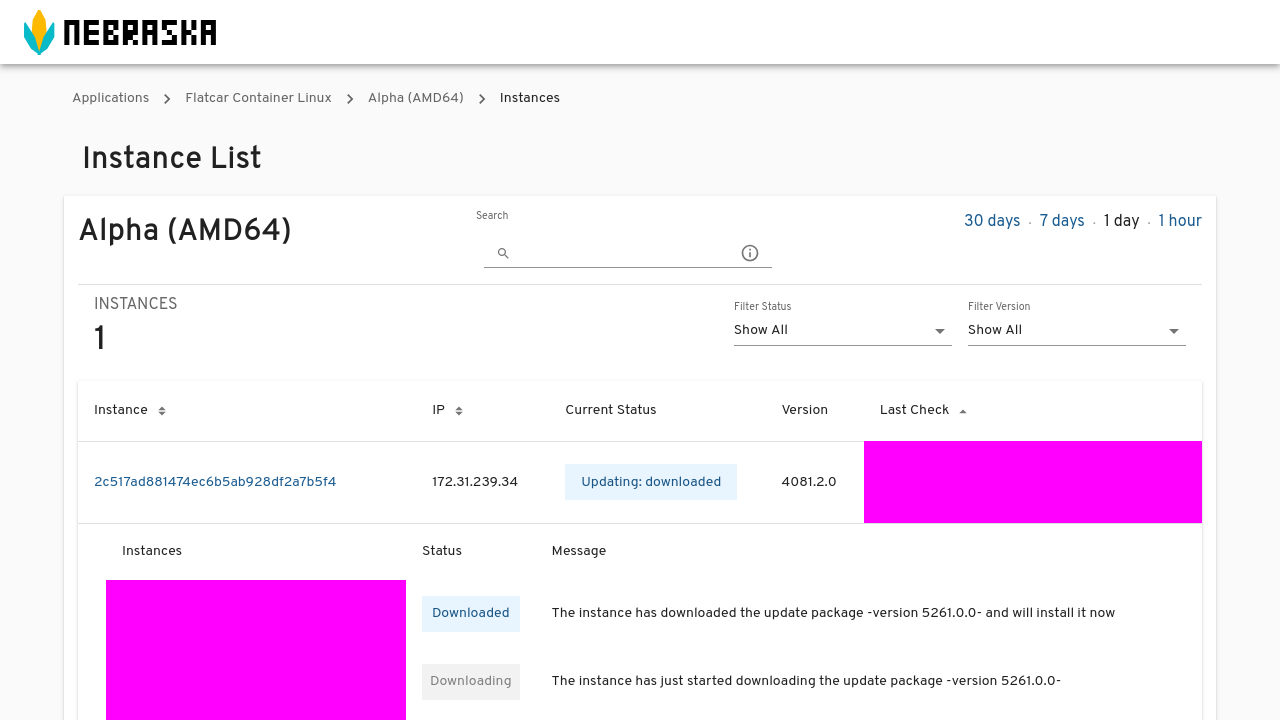 NEBRASKA
Applications > Flatcar Container Linux > Alpha (AMD64) > Instances
Instance List
Alpha (AMD64)
Search
30 days · 7 days · 1 day · 1 hour
INSTANCES
1
Filter Status
Show All
Filter Version
Show All
Instance IP Current Status Version Last Check
2c517ad881474ec6b5ab928df2a7b5f4 172.31.239.34 Updating: downloaded 4081.2.0
Instances Status Message
Downloaded The instance has downloaded the update package -version 5261.0.0- and will install it now
Downloading The instance has just started downloading the update package -version 5261.0.0-